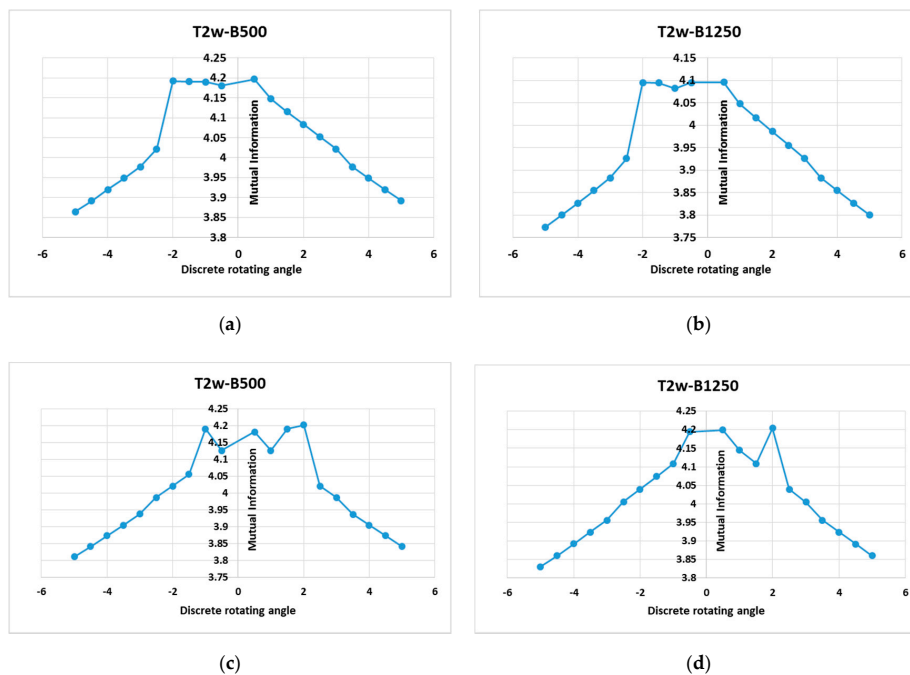 T2w-B500
4.25
4.2
4.15
4.1
4.05
4
3.95
3.9
3.85
3.8
Mutual Information
-6 -4 -2 0 2 4 6
Discrete rotating angle
(a)
T2w-B1250
4.15
4.1
4.05
4
3.95
3.9
3.85
3.8
3.75
Mutual Information
-6 -4 -2 0 2 4 6
Discrete rotating angle
(b)
T2w-B500
4.25
4.2
4.15
4.1
4.05
4
3.95
3.9
3.85
3.8
3.75
Mutual Information
-6 -4 -2 0 2 4 6
Discrete rotating angle
(c)
T2w-B1250
4.25
4.2
4.15
4.1
4.05
4
3.95
3.9
3.85
3.8
Mutual Information
-6 -4 -2 0 2 4 6
Discrete rotating angle
(d)